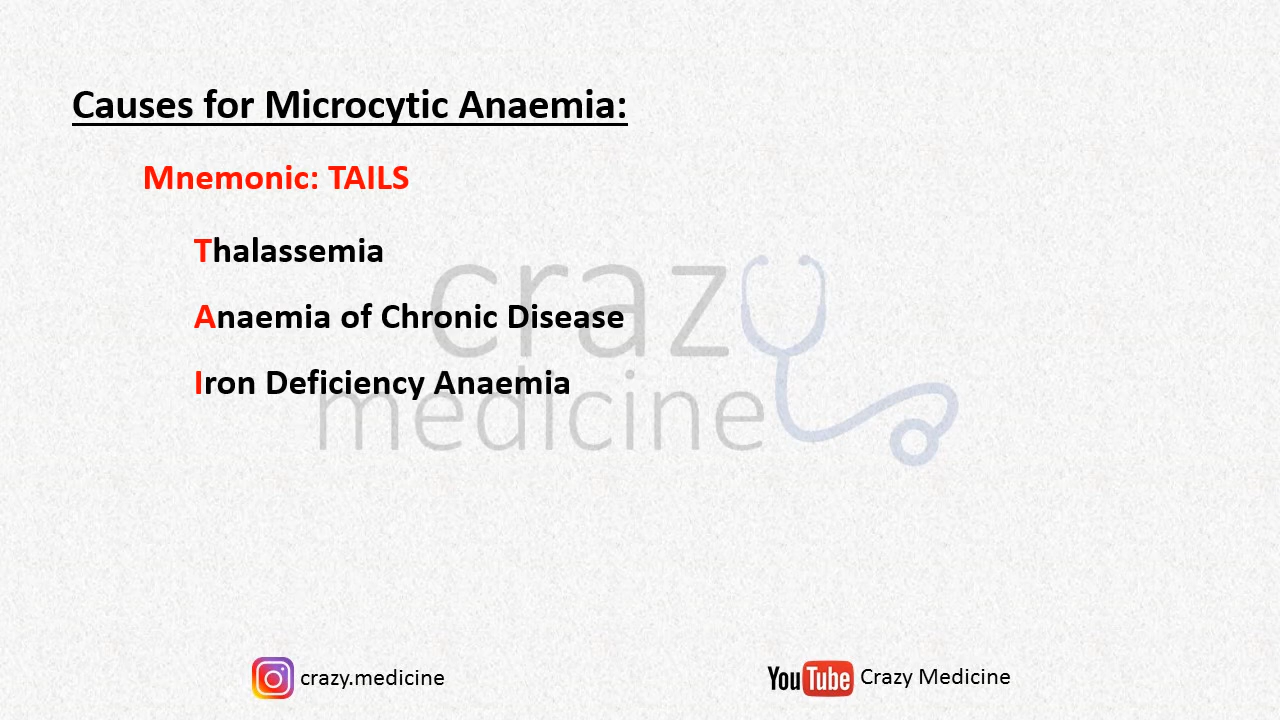 Causes for Microcytic Anaemia:
Mnemonic: TAILS
Thalassemia
Anaemia of Chronic Disease
Iron Deficiency Anaemia
crazy
medicine
crazy.medicine
YouTube Crazy Medicine